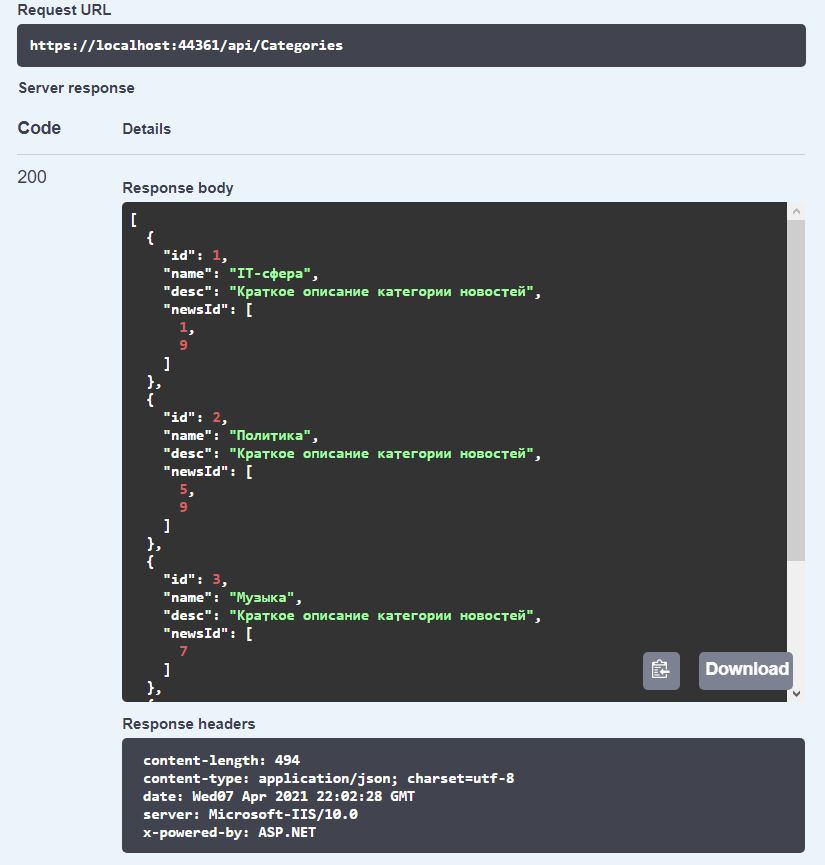 Request URL
https://localhost:44361/api/Categories
Server response
Code Details
200
Response body
[
{
"id": 1,
"name": "IT-сфера",
"desc": "Краткое описание категории новостей",
"newsId": [
1,
9
]
},
{
"id": 2,
"name": "Политика",
"desc": "Краткое описание категории новостей",
"newsId": [
5,
9
]
},
{
"id": 3,
"name": "Музыка",
"desc": "Краткое описание категории новостей",
"newsId": [
7
]
},
{
Download
Response headers
content-length: 494
content-type: application/json; charset=utf-8
date: Wed07 Apr 2021 22:02:28 GMT
server: Microsoft-IIS/10.0
x-powered-by: ASP.NET